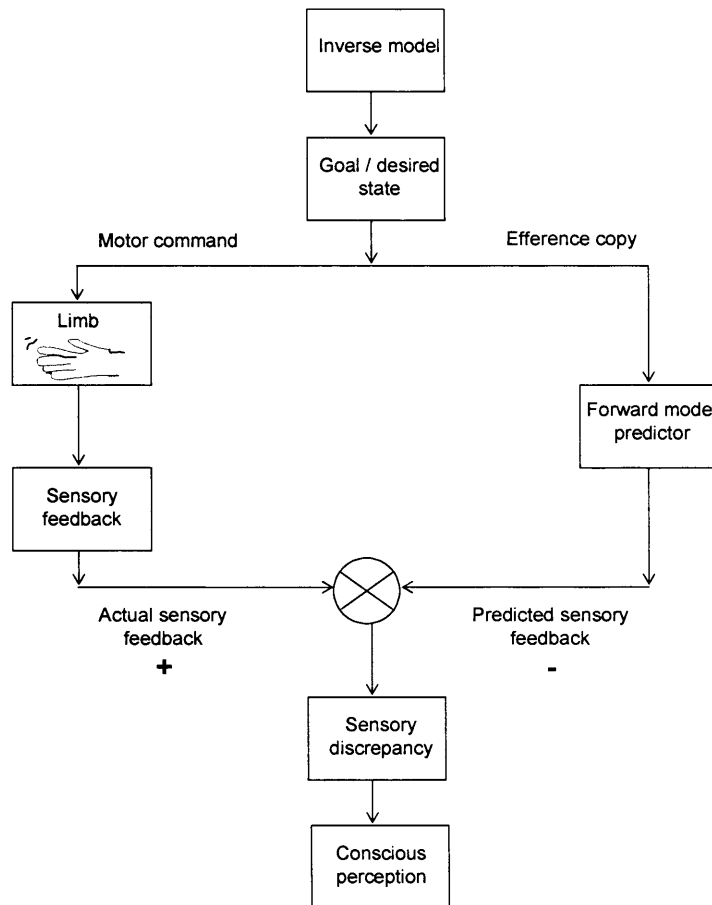 Inverse model
Goal / desired
state
Motor command
Efference copy
Limb
Forward model
predictor
Sensory
feedback
Actual sensory
feedback
+
Predicted sensory
feedback
-
Sensory
discrepancy
Conscious
perception